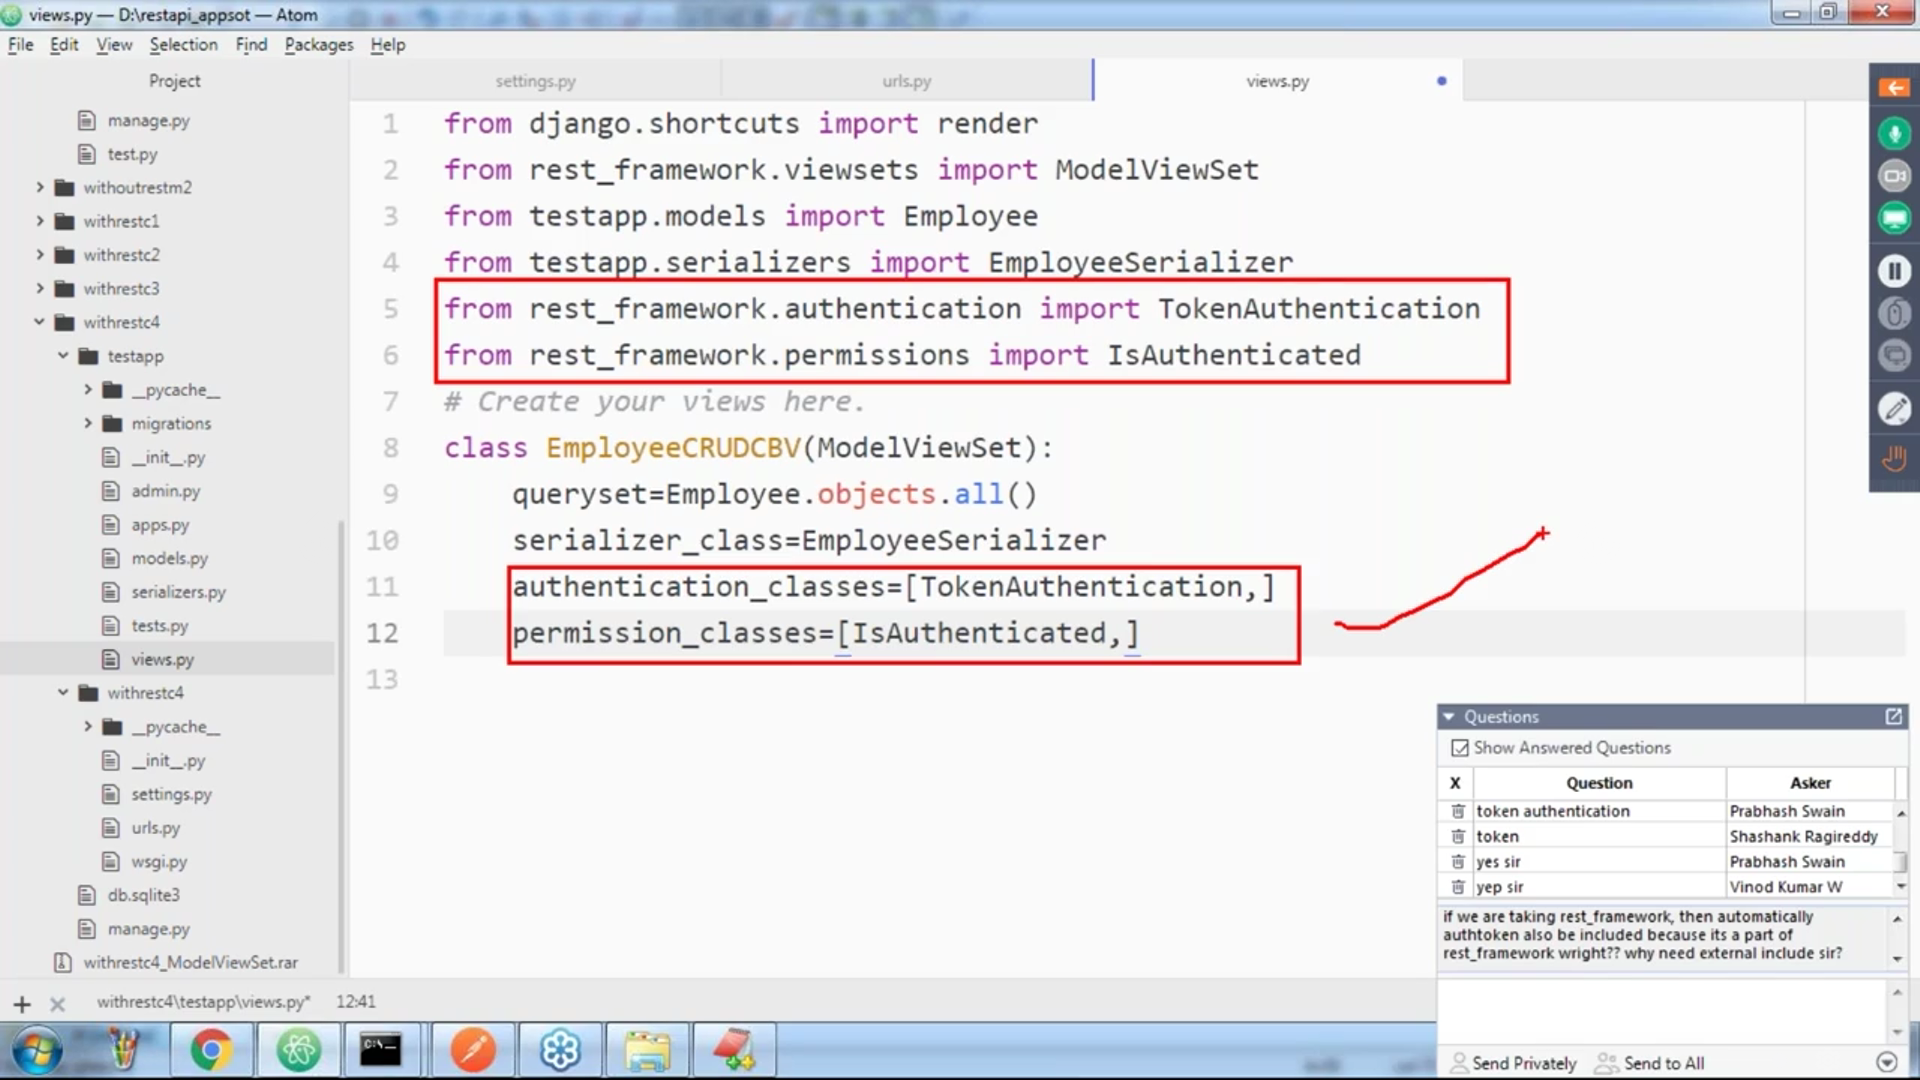 views.py — D:\restapi_appsot — Atom
File Edit View Selection Find Packages Help
Project
manage.py
test.py
withoutrestm2
withrestc1
withrestc2
withrestc3
withrestc4
testapp
__pycache__
migrations
__init__.py
admin.py
apps.py
models.py
serializers.py
tests.py
views.py
withrestc4
__pycache__
__init__.py
settings.py
urls.py
wsgi.py
db.sqlite3
manage.py
withrestc4_ModelViewSet.rar
settings.py urls.py views.py
1 from django.shortcuts import render
2 from rest_framework.viewsets import ModelViewSet
3 from testapp.models import Employee
4 from testapp.serializers import EmployeeSerializer
5 from rest_framework.authentication import TokenAuthentication
6 from rest_framework.permissions import IsAuthenticated
7 # Create your views here.
8 class EmployeeCRUDCBV(ModelViewSet):
9 queryset=Employee.objects.all()
10 serializer_class=EmployeeSerializer
11 authentication_classes=[TokenAuthentication,]
12 permission_classes=[IsAuthenticated,]
13
Questions
Show Answered Questions
X Question Asker
token authentication Prabhash Swain
token Shashank Ragireddy
yes sir Prabhash Swain
yep sir Vinod Kumar W
if we are taking rest_framework, then automatically
authtoken also be included because its a part of
rest_framework wright?? why need external include sir?
Send Privately Send to All
withrestc4\testapp\views.py* 12:41
C:\_